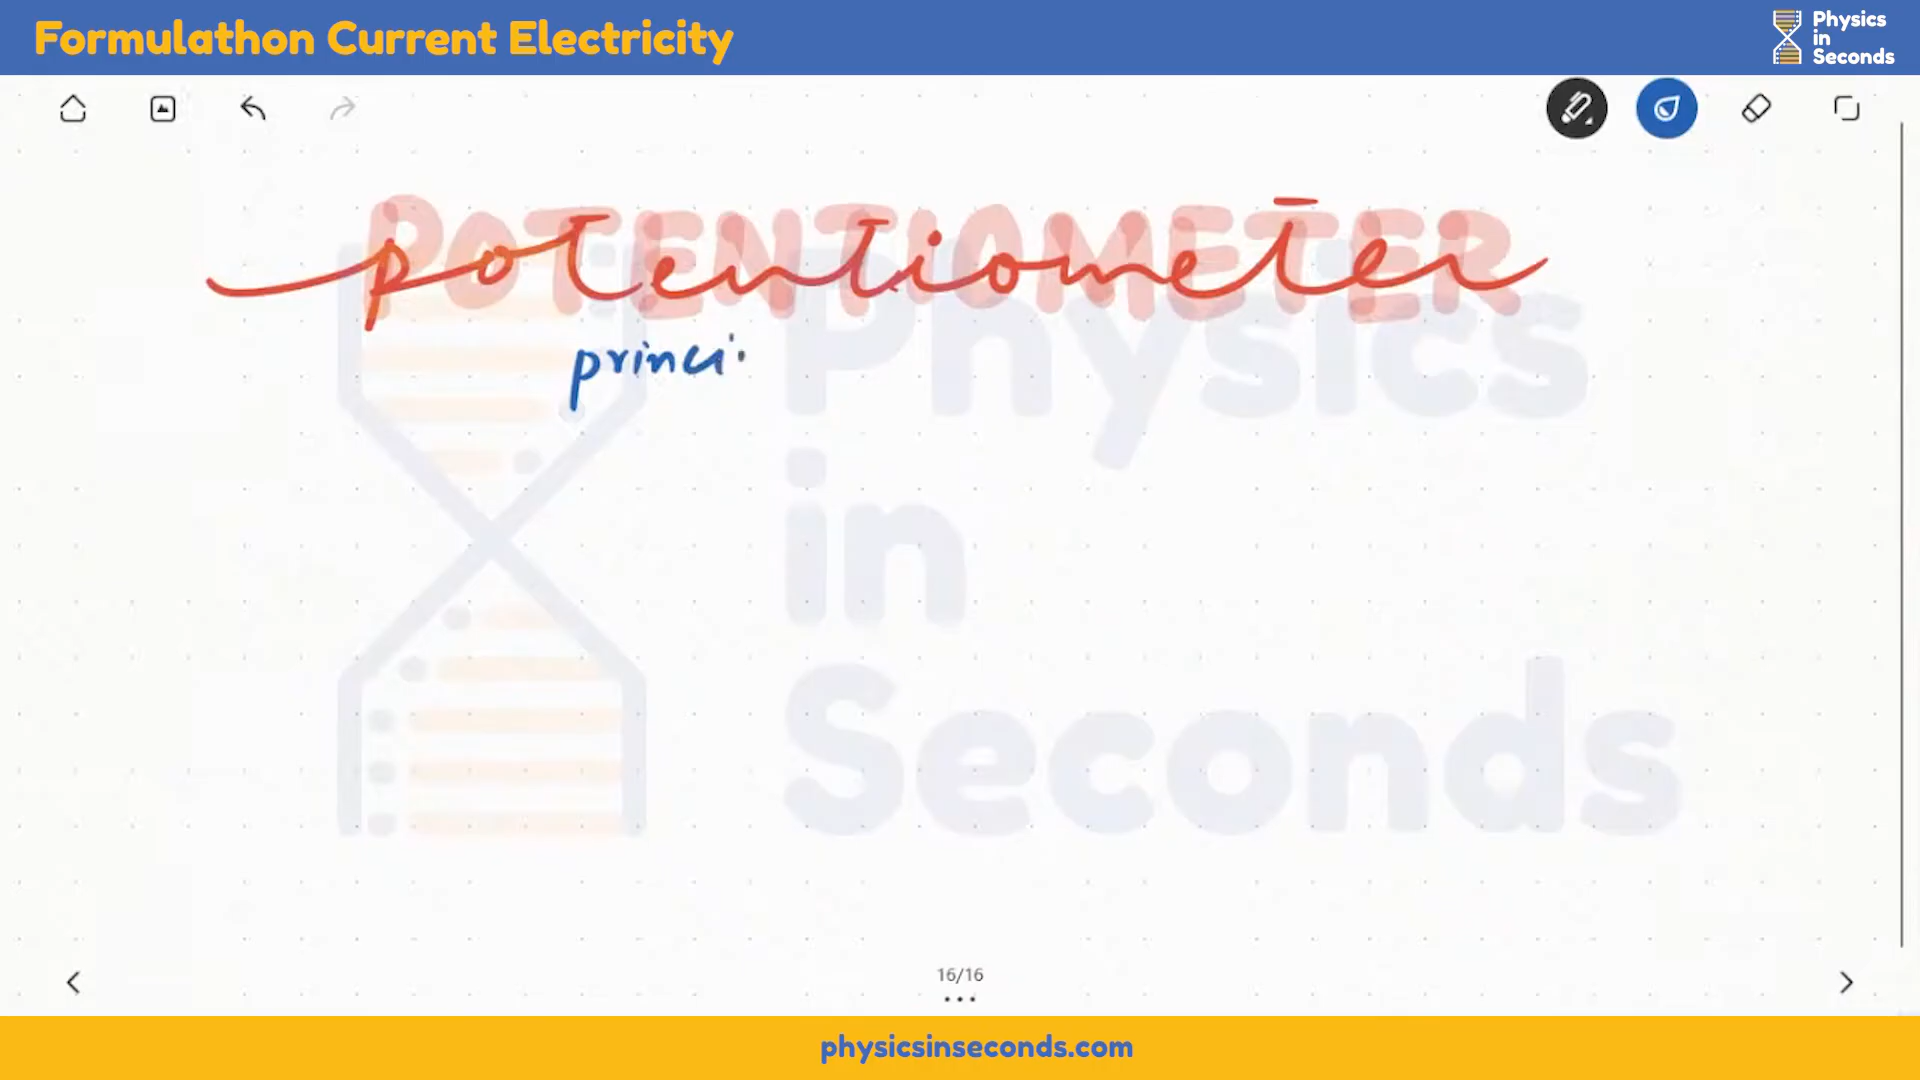 Formulathon Current Electricity
Physics
in
Seconds
POTENTIOMETER
potentiometer
princi
Physics
in
Seconds
16/16
physicsinseconds.com